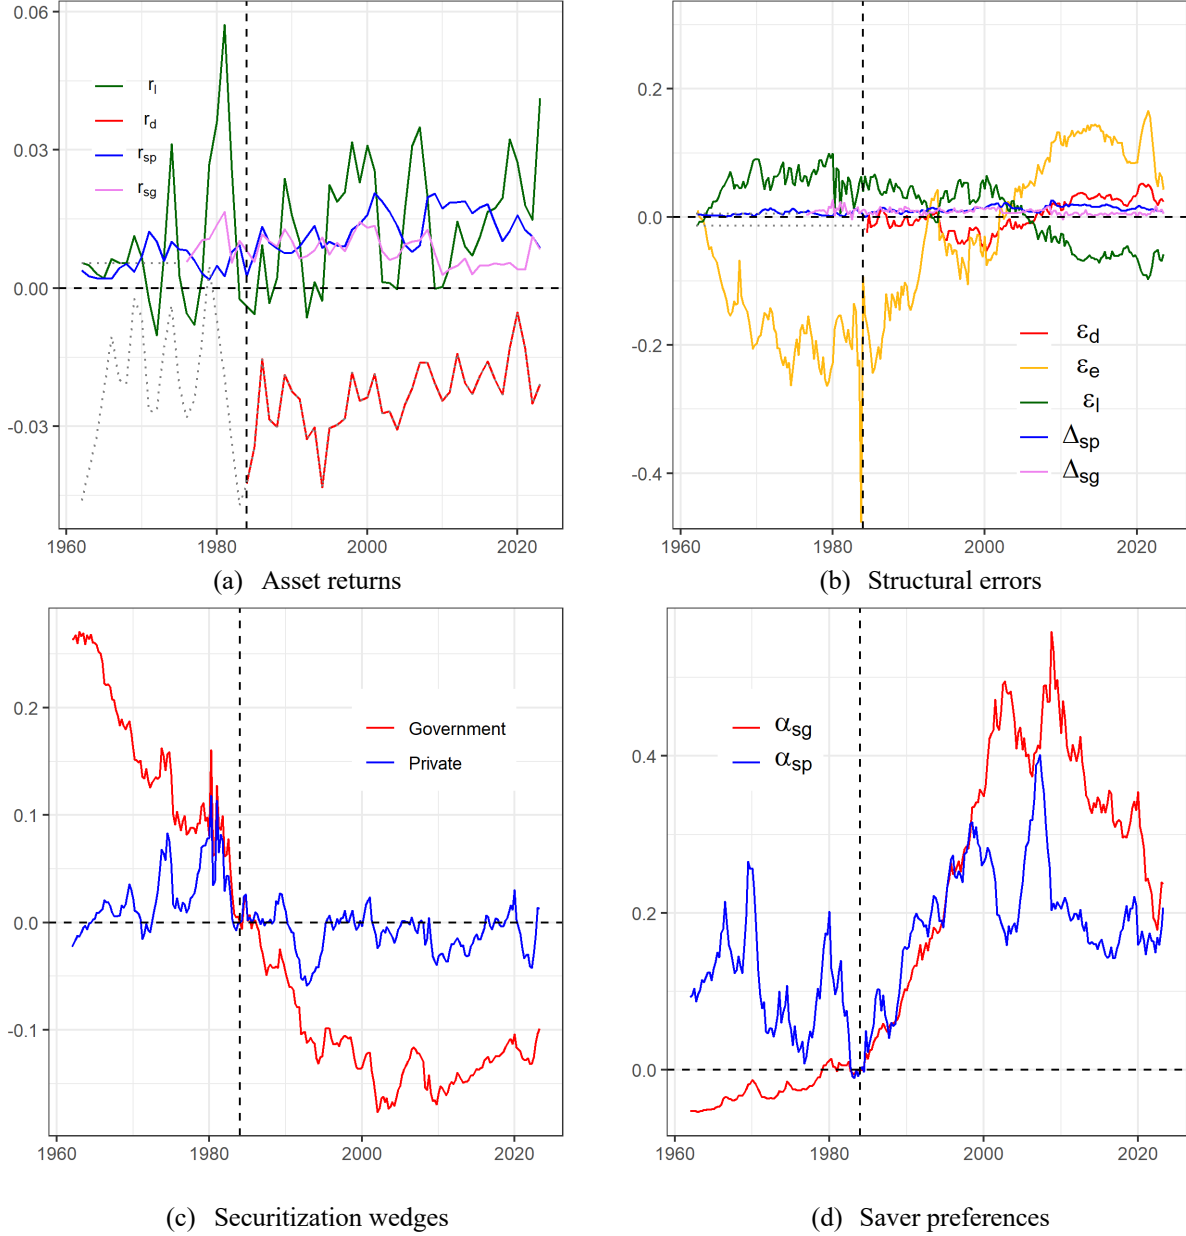 0.06
0.03
0.00
-0.03
r_l
r_d
r_sp
r_sg
1960
1980
2000
2020
(a) Asset returns
0.2
0.0
-0.2
-0.4
ε_d
ε_e
ε_l
Δ_sp
Δ_sg
1960
1980
2000
2020
(b) Structural errors
0.2
0.1
0.0
-0.1
Government
Private
1960
1980
2000
2020
(c) Securitization wedges
0.4
0.2
0.0
α_sg
α_sp
1960
1980
2000
2020
(d) Saver preferences